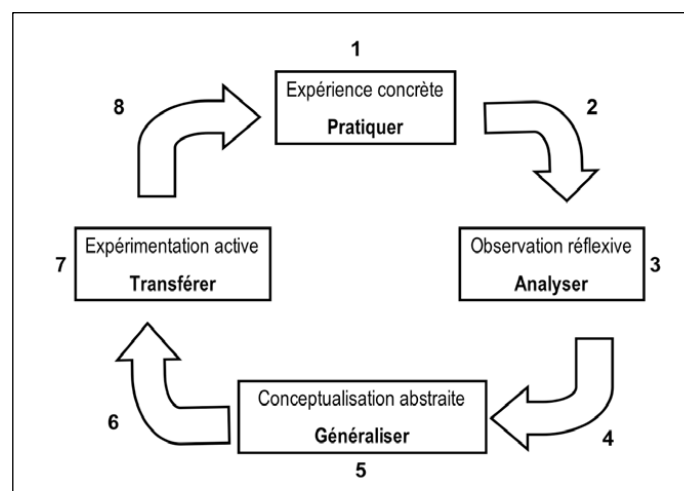 1
Expérience concrète
Pratiquer
8
2
Expérimentation active
Transférer
7
Observation réflexive
Analyser
3
Conceptualisation abstraite
Généraliser
6
4
5